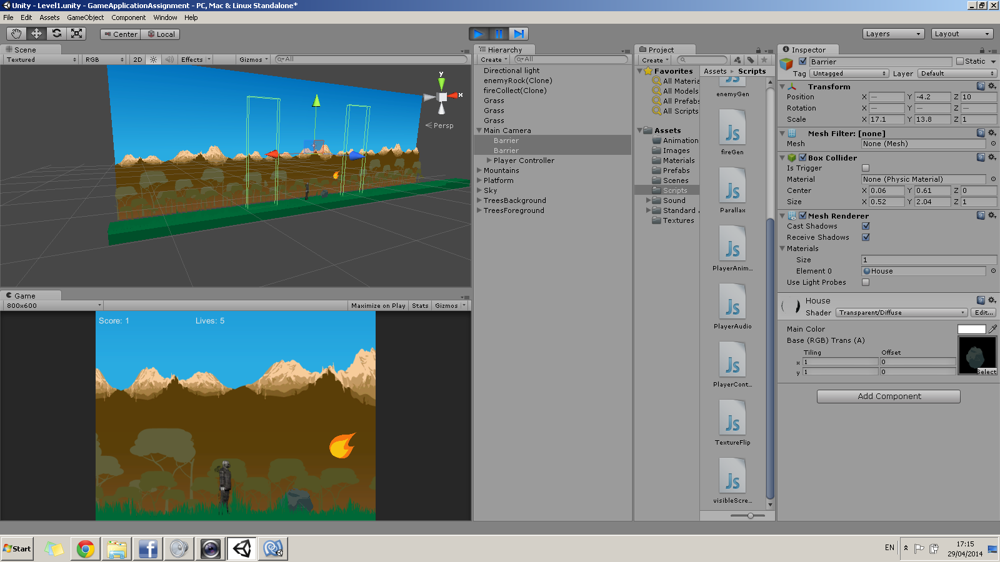 Unity - Level1.unity - GameApplicationAssignment - PC, Mac & Linux Standalone*
File Edit Assets GameObject Component Window Help
Center Local
Layers Layout
Scene
Textured RGB 2D Effects Gizmos All
y
x
Persp
Game
800x600 Maximize on Play Stats Gizmos
Score: 1 Lives: 5
Hierarchy
Create All
Directional light
enemyRock(Clone)
fireCollect(Clone)
Grass
Grass
Grass
Main Camera
Barrier
Barrier
Player Controller
Mountains
Platform
Sky
TreesBackground
TreesForeground
Project
Create
Favorites
All Materia
All Models
All Prefabs
All Scripts
Assets
Animation
Images
Materials
Prefabs
Scenes
Scripts
Sound
Standard
Textures
Assets Scripts
Js
enemyGen
Js
fireGen
Js
Parallax
Js
PlayerAnim...
Js
PlayerAudio
Js
PlayerCont...
Js
TextureFlip
Js
visibleScre...
Inspector
Barrier Static
Tag Untagged Layer Default
Transform
Position X — Y -4.2 Z 10
Rotation X — Y — Z —
Scale X 17.1 Y 13.8 Z 1
Mesh Filter: [none]
Mesh None (Mesh)
Box Collider
Is Trigger
Material None (Physic Material)
Center X 0.06 Y 0.61 Z 0
Size X 0.52 Y 2.04 Z 1
Mesh Renderer
Cast Shadows
Receive Shadows
Materials
Size 1
Element 0 House
Use Light Probes
House
Shader Transparent/Diffuse Edit...
Main Color
Base (RGB) Trans (A)
Tiling Offset
x 1 0
y 1 0
Select
Add Component
Start
EN
17:15
29/04/2014